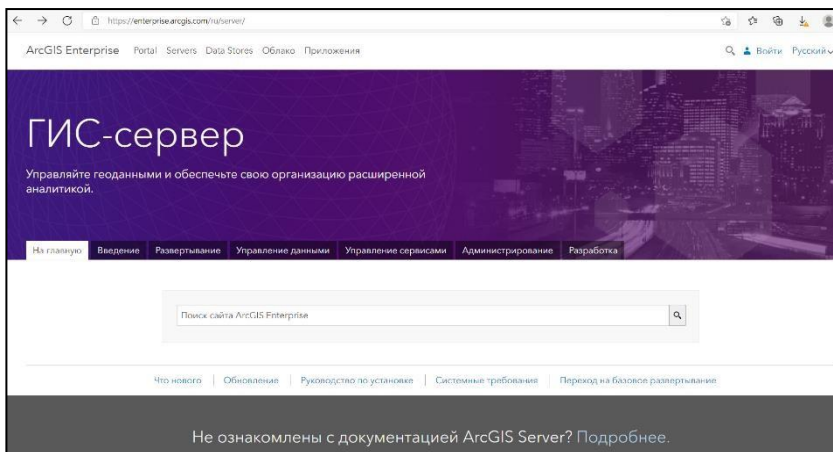 https://enterprise.arcgis.com/ru/server/
ArcGIS Enterprise Portal Servers Data Stores Облако Приложения Войти Русский
ГИС-сервер
Управляйте геоданными и обеспечьте свою организацию расширенной
аналитикой.
На главную Введение Развертывание Управление данными Управление сервисами Администрирование Разработка
Поиск сайта ArcGIS Enterprise
Что нового Обновление Руководство по установке Системные требования Переход на базовое развертывание
Не ознакомлены с документацией ArcGIS Server? Подробнее.